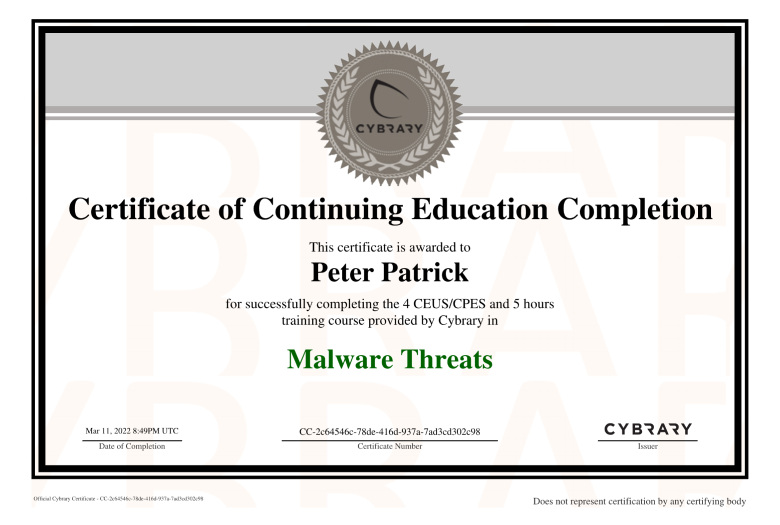 CYBRARY
Certificate of Continuing Education Completion
This certificate is awarded to
Peter Patrick
for successfully completing the 4 CEUS/CPES and 5 hours
training course provided by Cybrary in
Malware Threats
Mar 11, 2022 8:49PM UTC
Date of Completion
CC-2c64546c-78de-416d-937a-7ad3cd302c98
Certificate Number
CYBRARY
Issuer
Official Cybrary Certificate - CC-2c64546c-78de-416d-937a-7ad3cd302c98
Does not represent certification by any certifying body